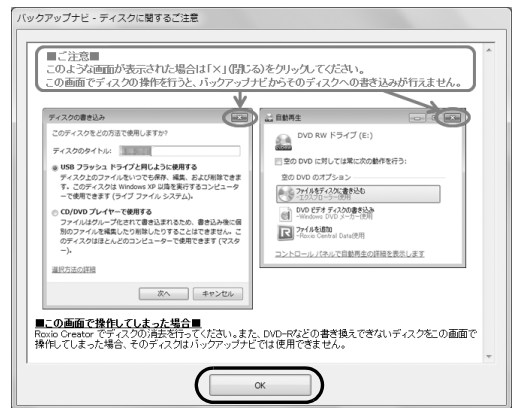 バックアップナビ - ディスクに関するご注意
■ご注意■
このような画面が表示された場合は「×」(閉じる)をクリックしてください。
この画面でディスクの操作を行うと、バックアップナビからそのディスクへの書き込みが行えません。
ディスクの書き込み
このディスクをどの方法で使用しますか?
ディスクのタイトル:
USB フラッシュ ドライブと同じように使用する
ディスク上のファイルをいつでも保存、編集、および削除できま
す。このディスクは Windows XP 以降を実行するコンピューター
で使用できます (ライブ ファイル システム)。
CD/DVD プレイヤーで使用する
ファイルはグループ化されて書き込まれるため、書き込み後に個
別のファイルを編集したり削除したりすることはできません。こ
のディスクはほとんどのコンピューターで使用できます (マスタ
ー)。
選択方法の詳細
次へ
キャンセル
自動再生
DVD RW ドライブ (E:)
空の DVD に対しては常に次の動作を行う:
空の DVD のオプション
ファイルをディスクに書き込む
-エクスプローラー使用
DVD ビデオ ディスクの書き込み
-Windows DVD メーカー使用
ファイルを追加
-Roxio Central Data使用
コントロール パネルで自動再生の詳細を表示します
■この画面で操作してしまった場合■
Roxio Creator でディスクの消去を行ってください。また、DVD-Rなどの書き換えできないディスクをこの画面で
操作してしまった場合、そのディスクはバックアップナビでは使用できません。
OK